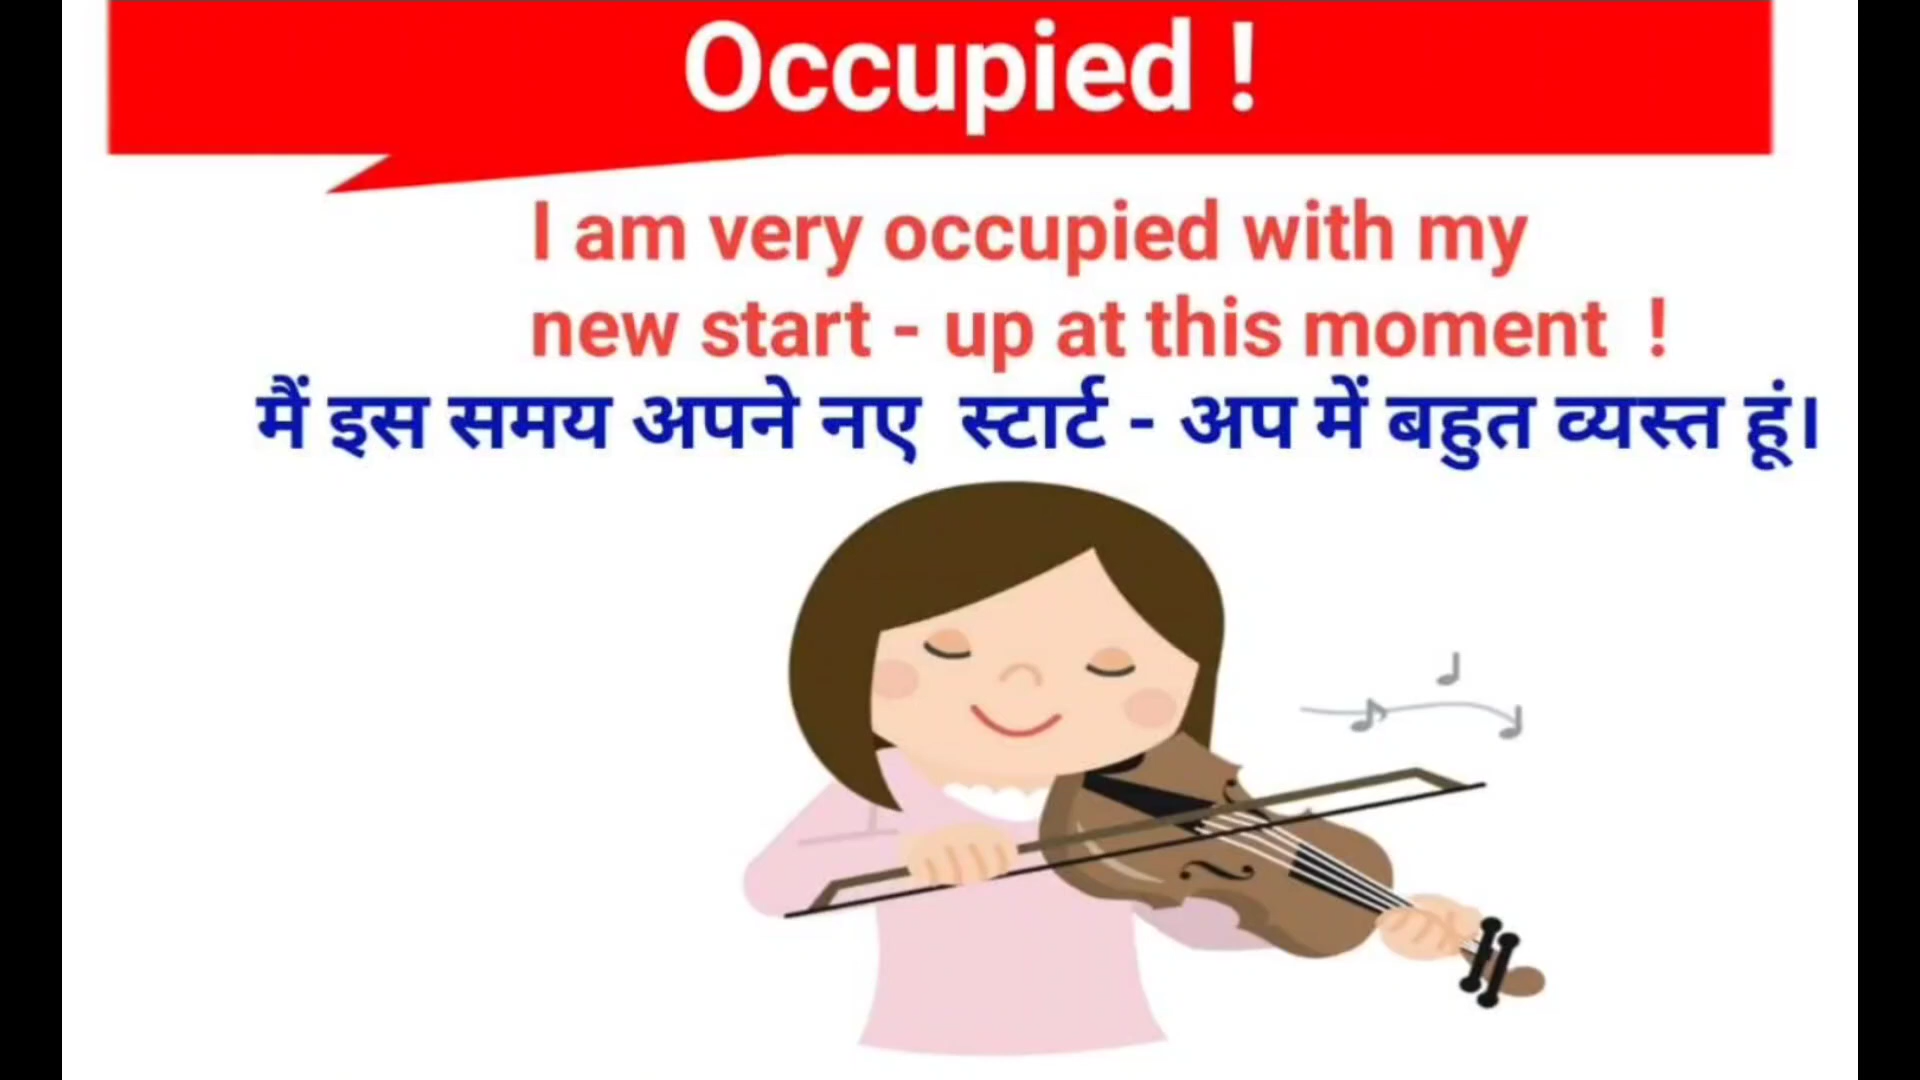 Occupied !
I am very occupied with my
new start - up at this moment !
मैं इस समय अपने नए स्टार्ट - अप में बहुत व्यस्त हूं।